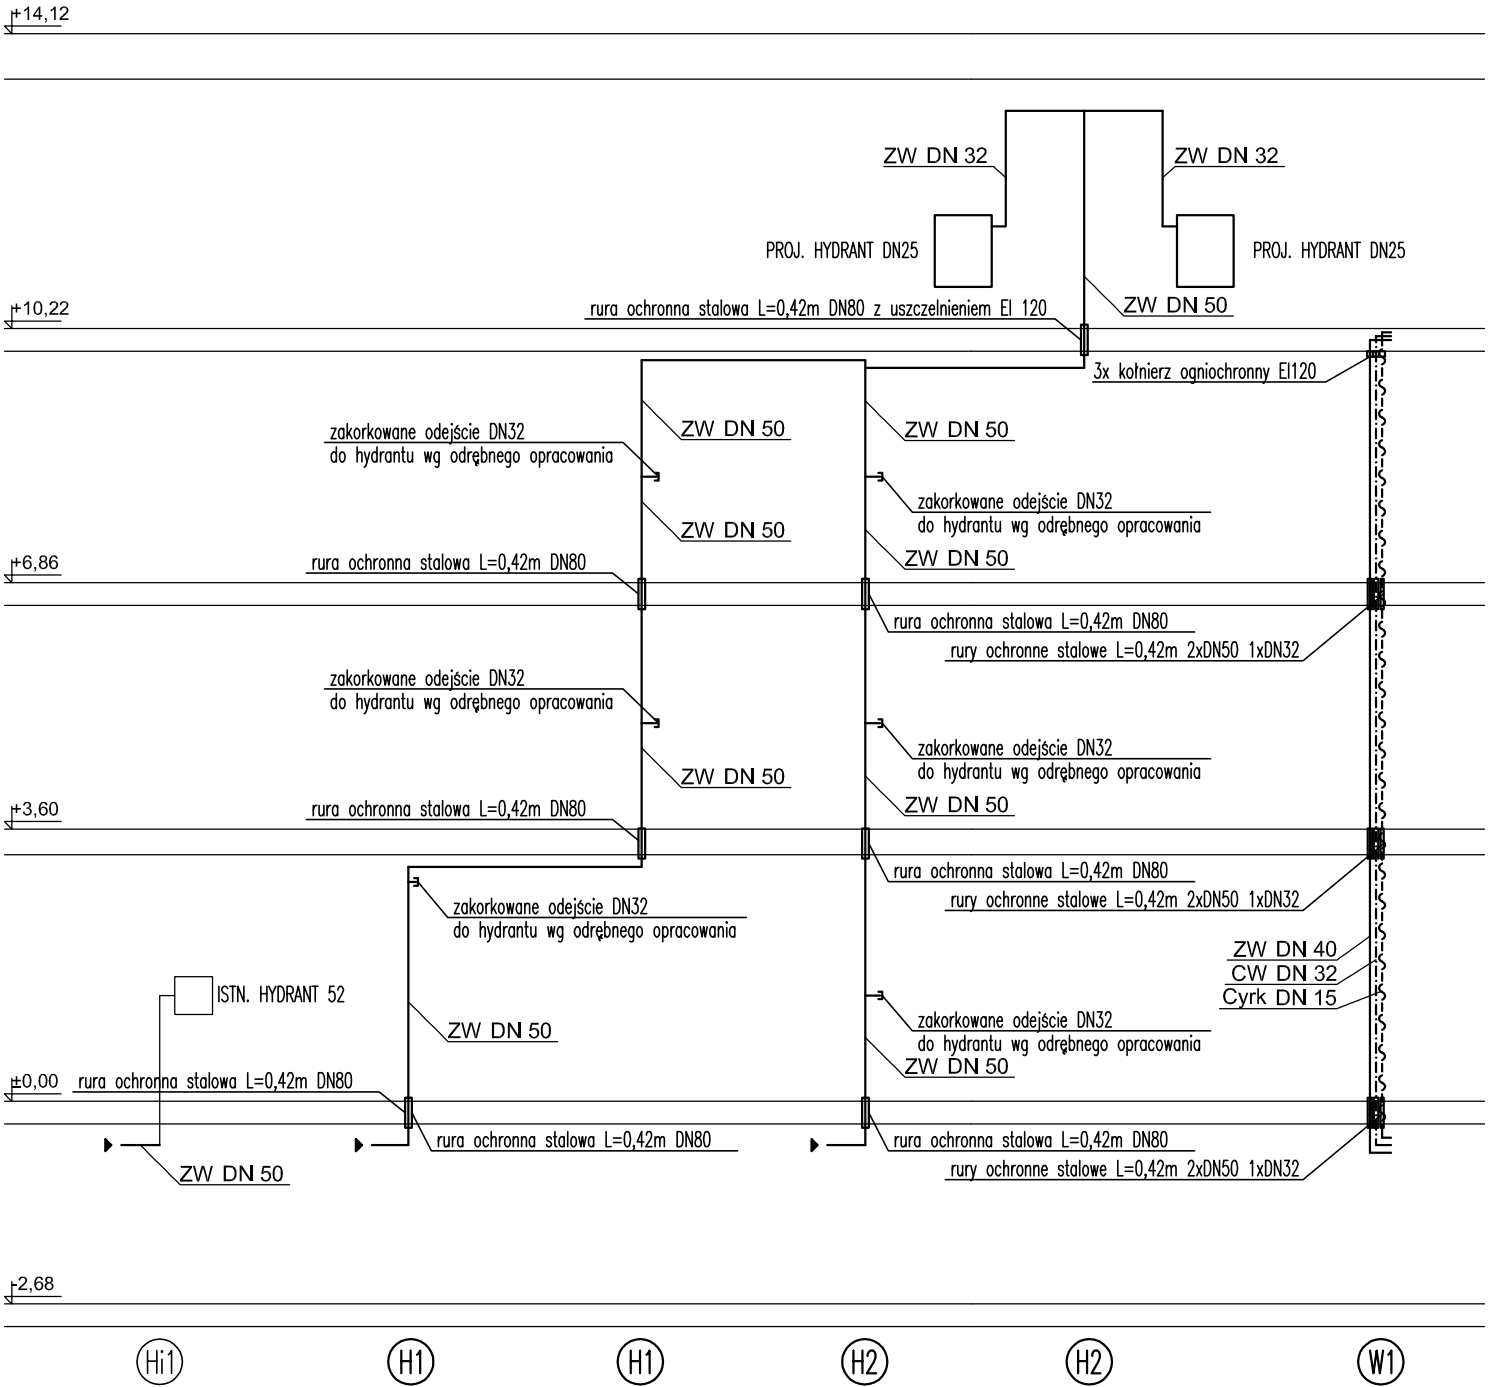 +14,12
ZW DN 32
ZW DN 32
PROJ. HYDRANT DN25
PROJ. HYDRANT DN25
+10,22
rura ochronna stalowa L=0,42m DN80 z uszczelnieniem EI 120
ZW DN 50
3x kołnierz ogniochronny EI120
zakorkowane odejście DN32
do hydrantu wg odrębnego opracowania
ZW DN 50
ZW DN 50
zakorkowane odejście DN32
do hydrantu wg odrębnego opracowania
ZW DN 50
ZW DN 50
+6,86
rura ochronna stalowa L=0,42m DN80
rura ochronna stalowa L=0,42m DN80
rury ochronne stalowe L=0,42m 2xDN50 1xDN32
zakorkowane odejście DN32
do hydrantu wg odrębnego opracowania
zakorkowane odejście DN32
do hydrantu wg odrębnego opracowania
ZW DN 50
ZW DN 50
+3,60
rura ochronna stalowa L=0,42m DN80
rura ochronna stalowa L=0,42m DN80
rury ochronne stalowe L=0,42m 2xDN50 1xDN32
zakorkowane odejście DN32
do hydrantu wg odrębnego opracowania
ZW DN 40
CW DN 32
Cyrk DN 15
ISTN. HYDRANT 52
ZW DN 50
zakorkowane odejście DN32
do hydrantu wg odrębnego opracowania
ZW DN 50
±0,00
rura ochronna stalowa L=0,42m DN80
rura ochronna stalowa L=0,42m DN80
rura ochronna stalowa L=0,42m DN80
rury ochronne stalowe L=0,42m 2xDN50 1xDN32
ZW DN 50
-2,68
Hi1
H1
H1
H2
H2
W1